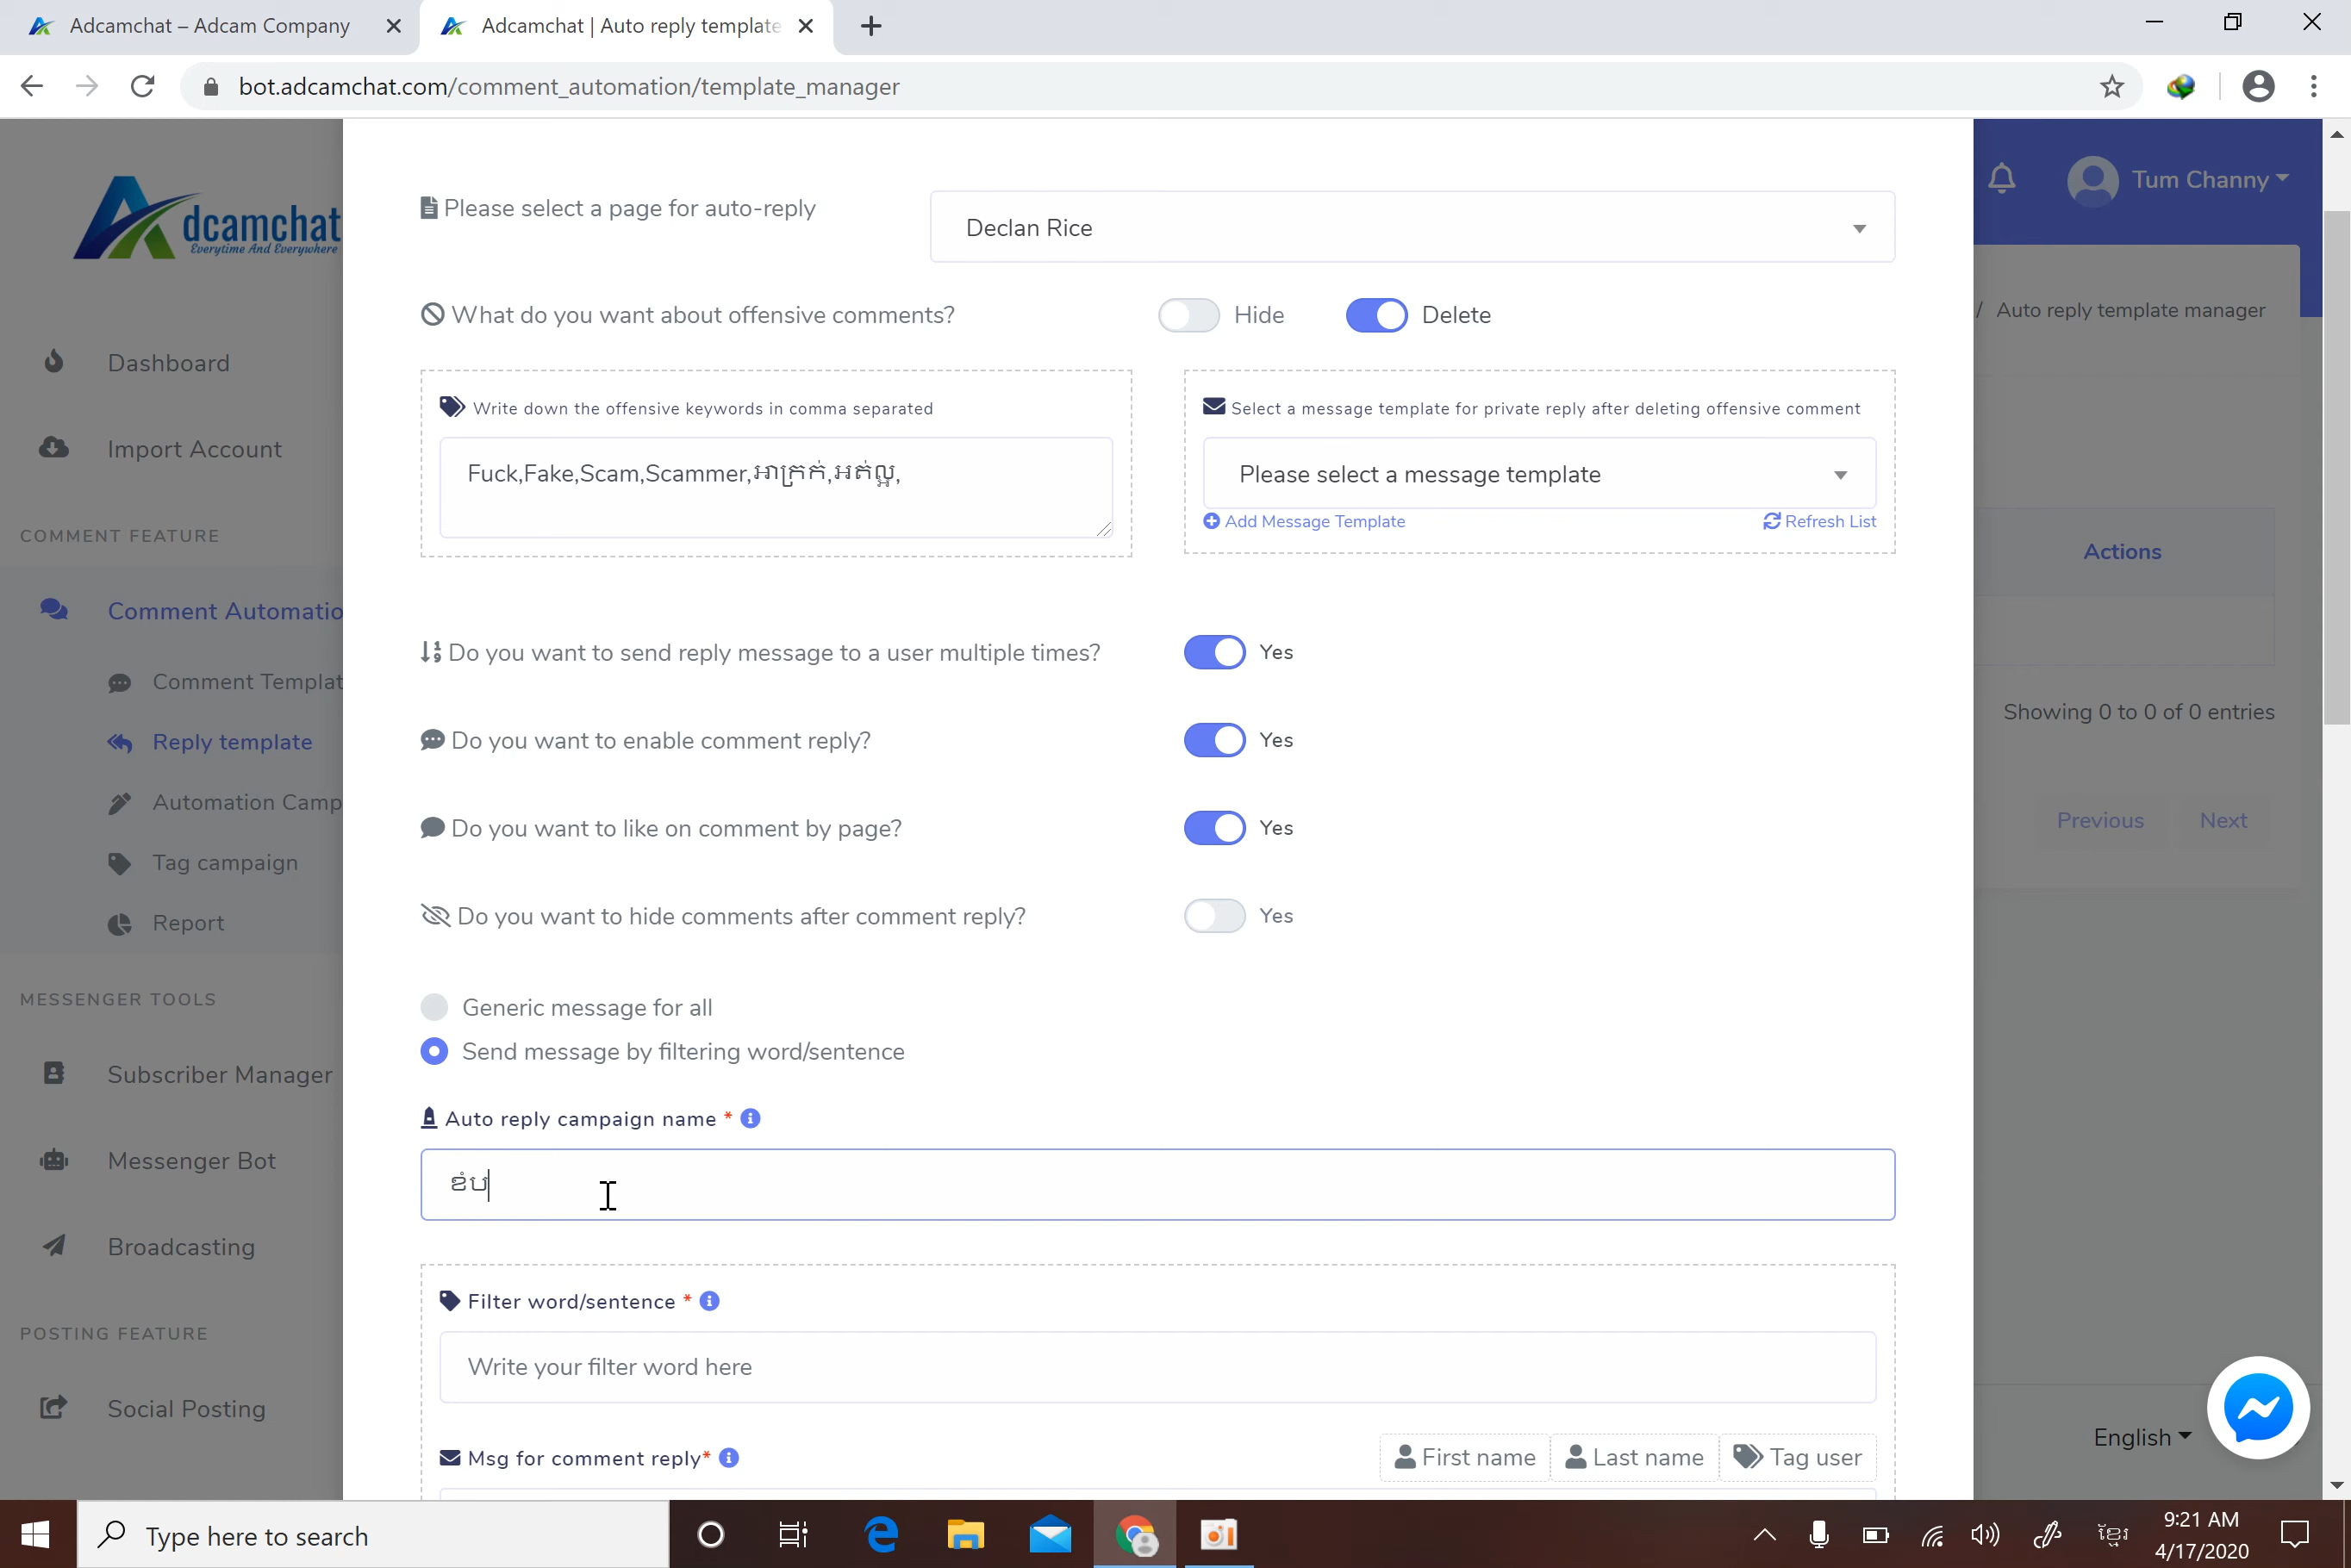 Adcamchat – Adcam Company
Adcamchat | Auto reply template
bot.adcamchat.com/comment_automation/template_manager
dcamchat
Everytime And Everywhere
Tum Channy
/ Auto reply template manager
Dashboard
Import Account
COMMENT FEATURE
Comment Automatio
Comment Templat
Reply template
Automation Camp
Tag campaign
Report
MESSENGER TOOLS
Subscriber Manager
Messenger Bot
Broadcasting
POSTING FEATURE
Social Posting
Please select a page for auto-reply
Declan Rice
What do you want about offensive comments?
Hide
Delete
Write down the offensive keywords in comma separated
Fuck,Fake,Scam,Scammer,អាក្រក់,អត់ល្អ,
Select a message template for private reply after deleting offensive comment
Please select a message template
Add Message Template
Refresh List
Do you want to send reply message to a user multiple times?
Yes
Do you want to enable comment reply?
Yes
Do you want to like on comment by page?
Yes
Do you want to hide comments after comment reply?
Yes
Generic message for all
Send message by filtering word/sentence
Auto reply campaign name *
ខំប
Filter word/sentence *
Write your filter word here
Msg for comment reply*
First name
Last name
Tag user
Actions
Showing 0 to 0 of 0 entries
Previous
Next
English
Type here to search
ខ្មែរ
9:21 AM
4/17/2020